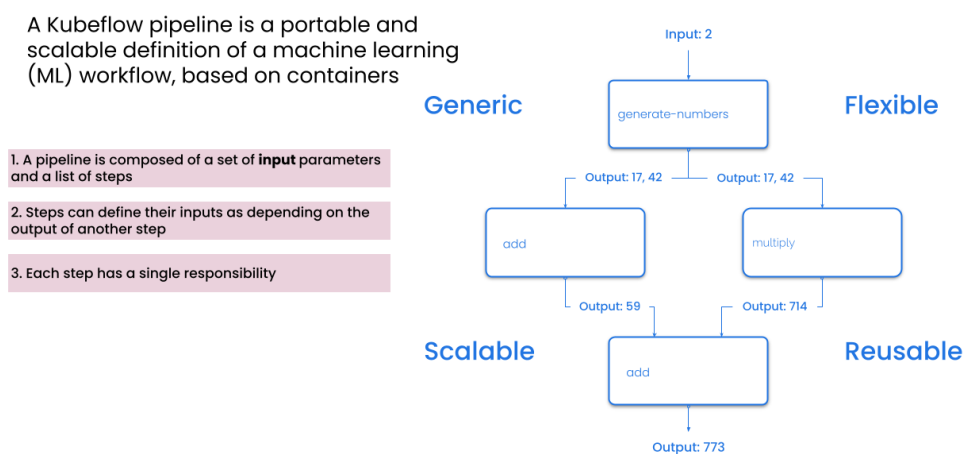 A Kubeflow pipeline is a portable and
scalable definition of a machine learning
(ML) workflow, based on containers
1. A pipeline is composed of a set of input parameters
and a list of steps
2. Steps can define their inputs as depending on the
output of another step
3. Each step has a single responsibility
Input: 2
Generic
Flexible
generate-numbers
Output: 17, 42
Output: 17, 42
add
multiply
Output: 59
Output: 714
Scalable
Reusable
add
Output: 773